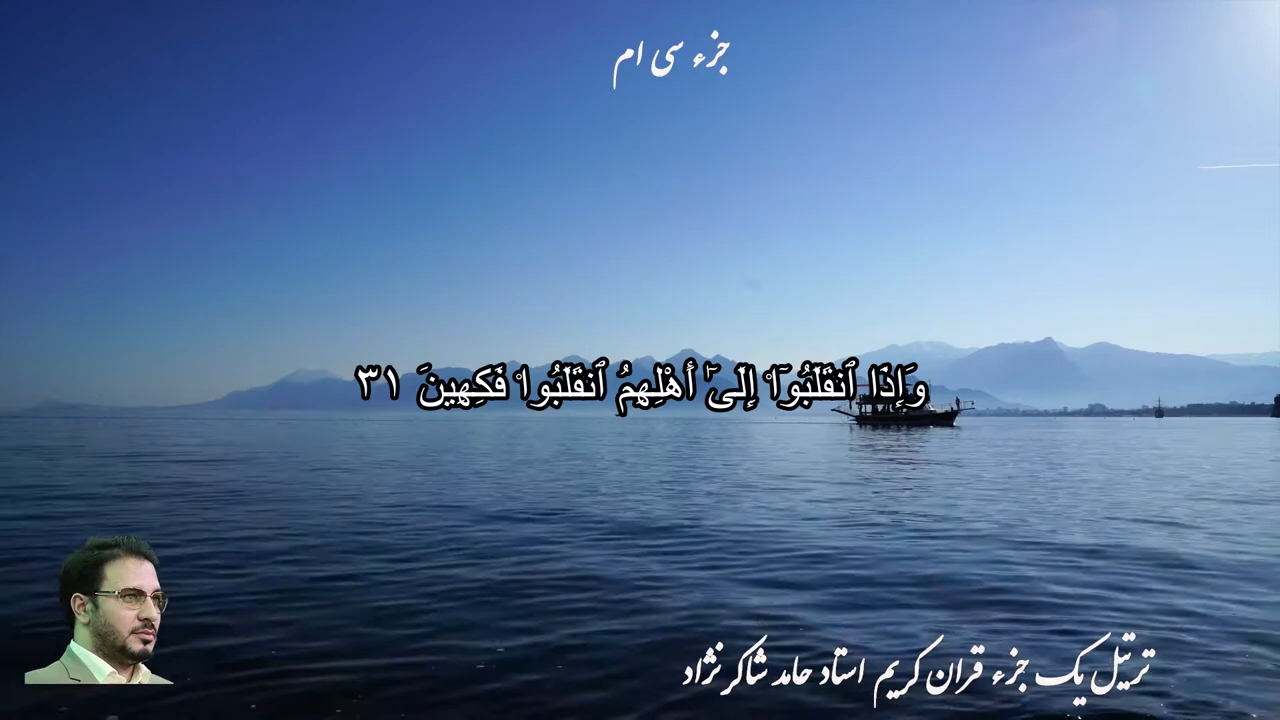 جزء سی ام
وَإِذَا ٱنقَلَبُوٓا۟ إِلَىٰٓ أَهْلِهِمُ ٱنقَلَبُوا۟ فَكِهِينَ ٣١
ترتیل یک جزء قران کریم استاد حامد شاکرنژاد